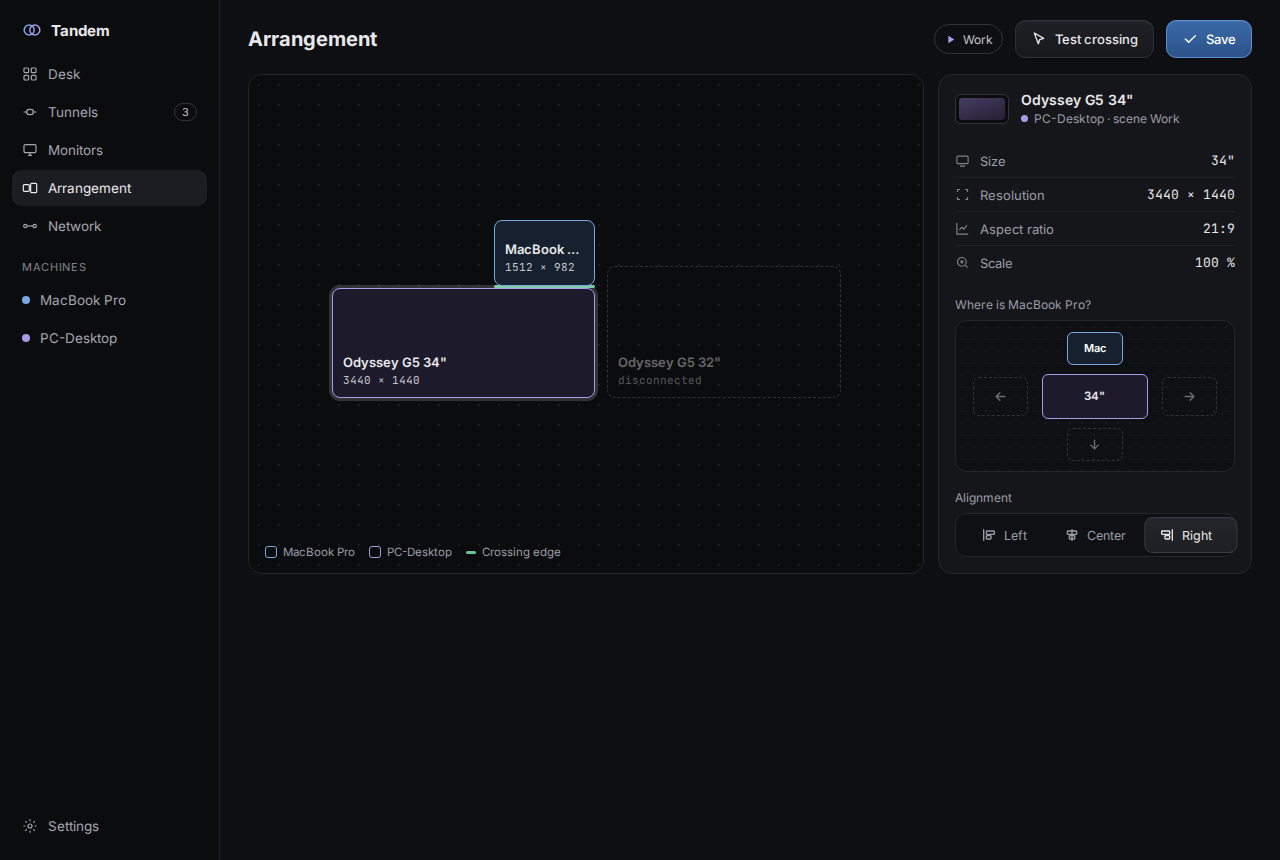 Tandem
Desk
Tunnels
3
Monitors
Arrangement
Network
MACHINES
MacBook Pro
PC-Desktop
Settings
Arrangement
Work
Test crossing
Save
MacBook ...
1512 × 982
Odyssey G5 34"
3440 × 1440
Odyssey G5 32"
disconnected
MacBook Pro
PC-Desktop
Crossing edge
Odyssey G5 34"
PC-Desktop · scene Work
Size
34"
Resolution
3440 × 1440
Aspect ratio
21:9
Scale
100 %
Where is MacBook Pro?
Mac
34"
Alignment
Left
Center
Right